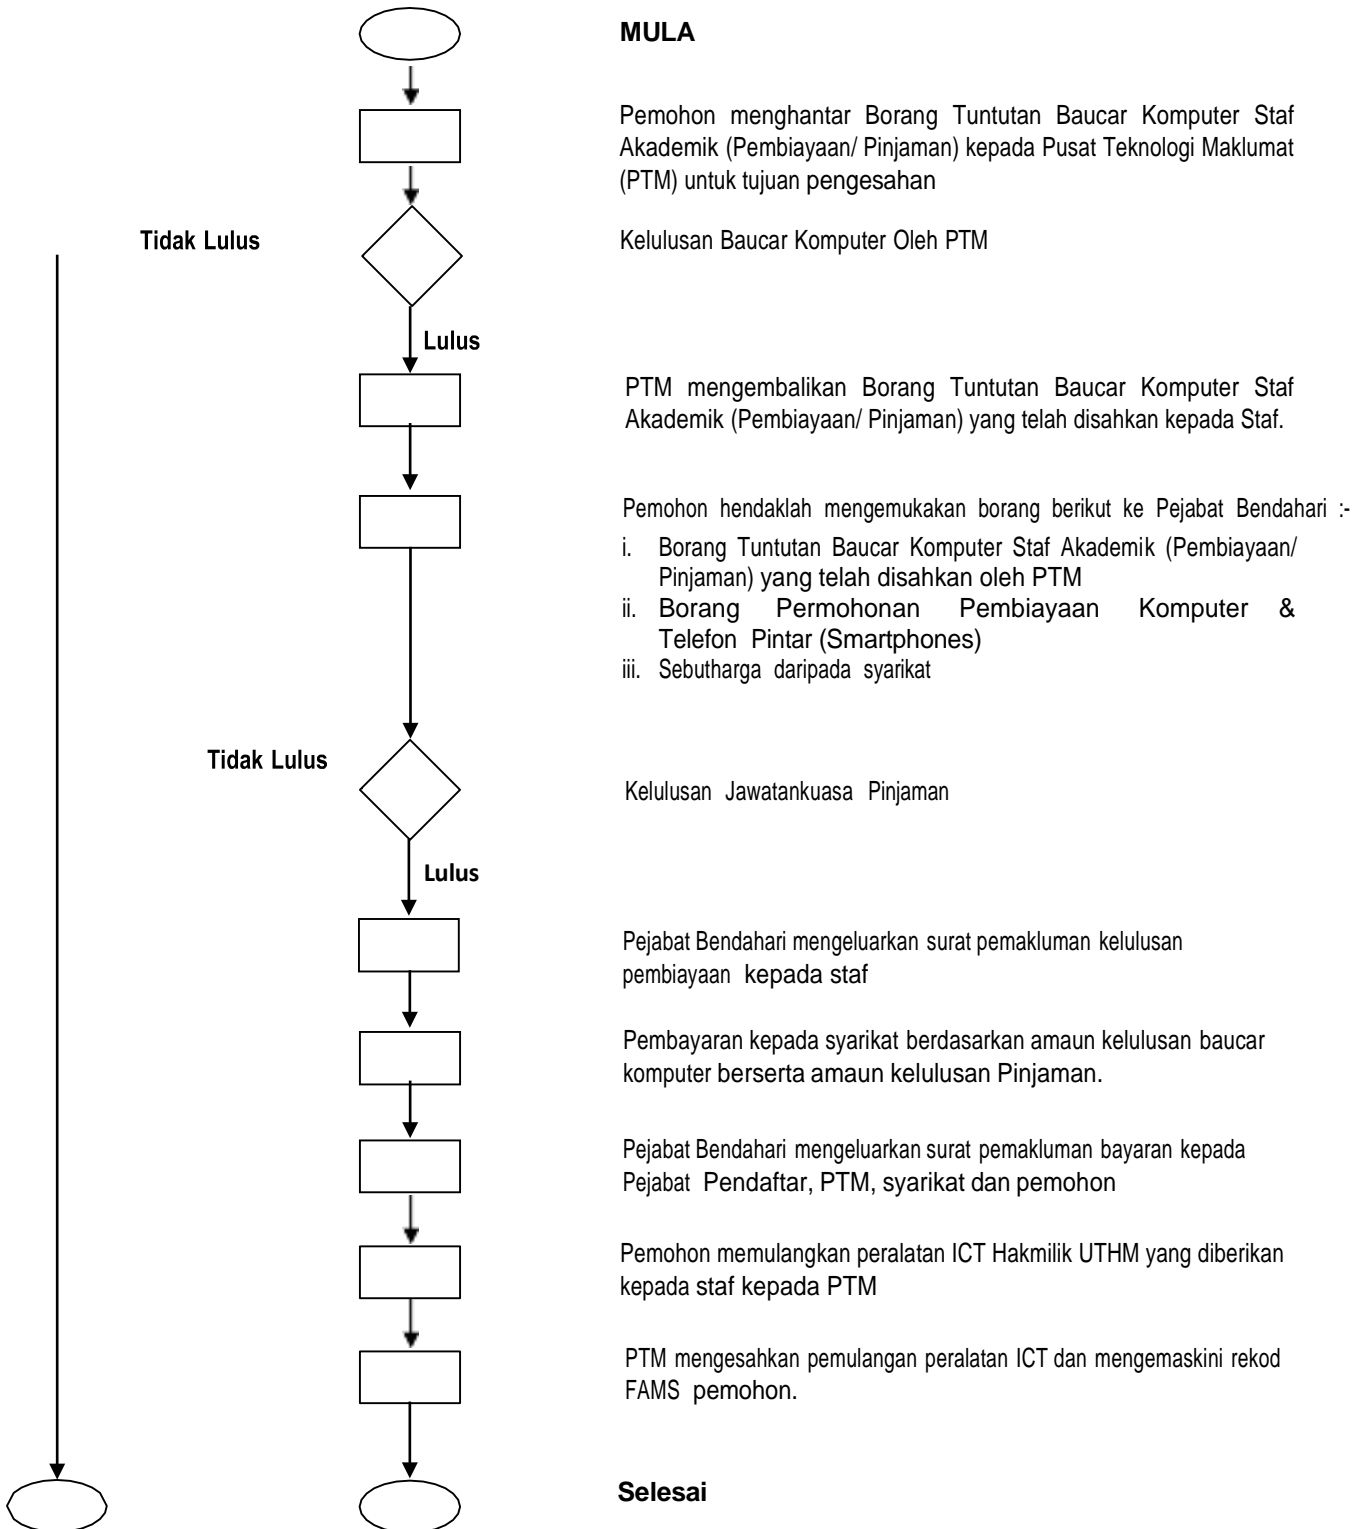 MULA
Pemohon menghantar Borang Tuntutan Baucar Komputer Staf
Akademik (Pembiayaan/ Pinjaman) kepada Pusat Teknologi Maklumat
(PTM) untuk tujuan pengesahan
Tidak Lulus
Kelulusan Baucar Komputer Oleh PTM
Lulus
PTM mengembalikan Borang Tuntutan Baucar Komputer Staf
Akademik (Pembiayaan/ Pinjaman) yang telah disahkan kepada Staf.
Pemohon hendaklah mengemukakan borang berikut ke Pejabat Bendahari :-
i. Borang Tuntutan Baucar Komputer Staf Akademik (Pembiayaan/
Pinjaman) yang telah disahkan oleh PTM
ii. Borang Permohonan Pembiayaan Komputer &
Telefon Pintar (Smartphones)
iii. Sebutharga daripada syarikat
Tidak Lulus
Kelulusan Jawatankuasa Pinjaman
Lulus
Pejabat Bendahari mengeluarkan surat pemakluman kelulusan
pembiayaan kepada staf
Pembayaran kepada syarikat berdasarkan amaun kelulusan baucar
komputer berserta amaun kelulusan Pinjaman.
Pejabat Bendahari mengeluarkan surat pemakluman bayaran kepada
Pejabat Pendaftar, PTM, syarikat dan pemohon
Pemohon memulangkan peralatan ICT Hakmilik UTHM yang diberikan
kepada staf kepada PTM
PTM mengesahkan pemulangan peralatan ICT dan mengemaskini rekod
FAMS pemohon.
Selesai